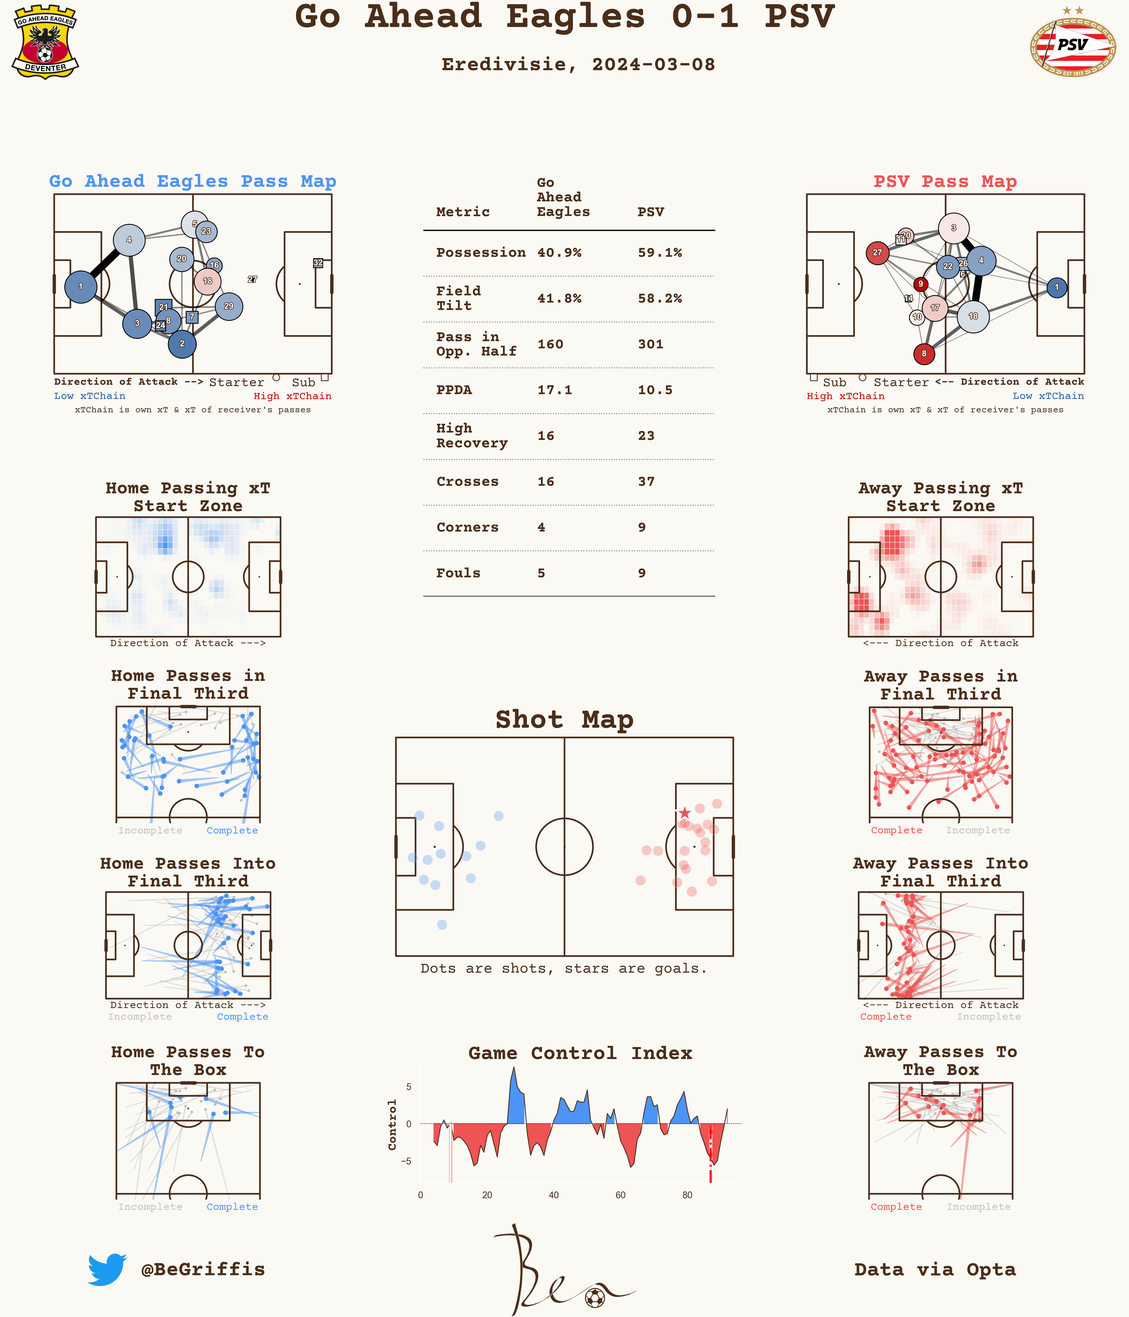 Go Ahead Eagles 0-1 PSV
Eredivisie, 2024-03-08
GO AHEAD EAGLES
DEVENTER
PSV
EST 1913
Go Ahead Eagles Pass Map
1
4
3
5
23
20
16
18
27
32
29
21
8
24
7
2
Direction of Attack --> Starter Sub
Low xTChain High xTChain
xTChain is own xT & xT of receiver's passes
Metric Go Ahead Eagles PSV
Possession 40.9% 59.1%
Field Tilt 41.8% 58.2%
Pass in Opp. Half 160 301
PPDA 17.1 10.5
High Recovery 16 23
Crosses 16 37
Corners 4 9
Fouls 5 9
PSV Pass Map
3
20
11
27
4
22
9
1
14
17
10
18
8
Sub Starter <-- Direction of Attack
High xTChain Low xTChain
xTChain is own xT & xT of receiver's passes
Home Passing xT
Start Zone
Direction of Attack --->
Away Passing xT
Start Zone
<--- Direction of Attack
Home Passes in
Final Third
Incomplete Complete
Away Passes in
Final Third
Complete Incomplete
Shot Map
Dots are shots, stars are goals.
Home Passes Into
Final Third
Direction of Attack --->
Incomplete Complete
Away Passes Into
Final Third
<--- Direction of Attack
Complete Incomplete
Home Passes To
The Box
Incomplete Complete
Game Control Index
Control
5
0
−5
0 20 40 60 80
Away Passes To
The Box
Complete Incomplete
@BeGriffis
Bea
Data via Opta